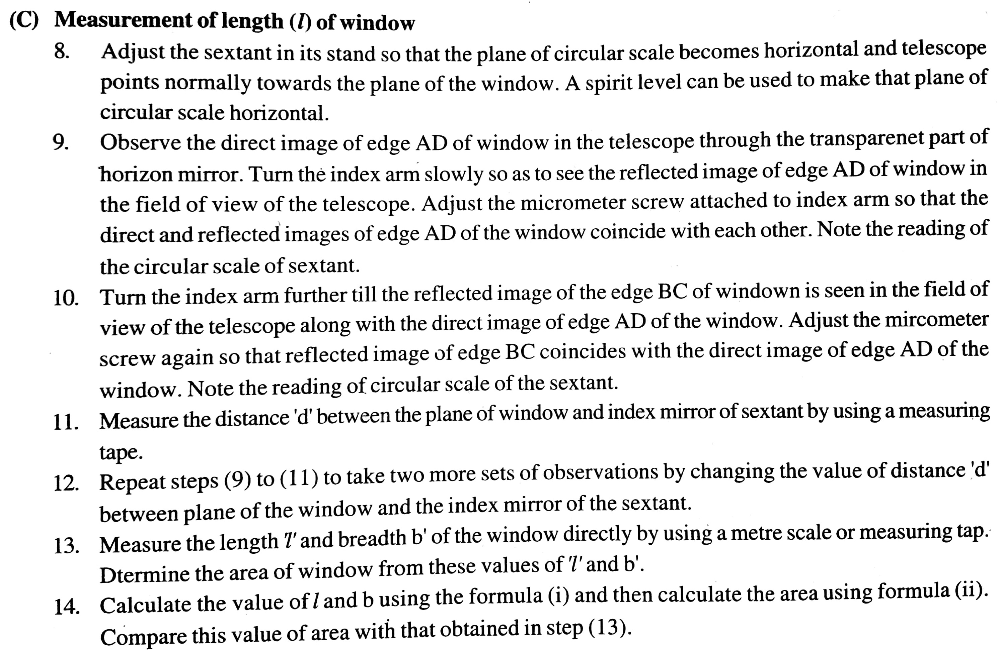 (C) Measurement of length (l) of window
8. Adjust the sextant in its stand so that the plane of circular scale becomes horizontal and telescope
points normally towards the plane of the window. A spirit level can be used to make that plane of
circular scale horizontal.
9. Observe the direct image of edge AD of window in the telescope through the transparenet part of
horizon mirror. Turn the index arm slowly so as to see the reflected image of edge AD of window in
the field of view of the telescope. Adjust the micrometer screw attached to index arm so that the
direct and reflected images of edge AD of the window coincide with each other. Note the reading of
the circular scale of sextant.
10. Turn the index arm further till the reflected image of the edge BC of windown is seen in the field of
view of the telescope along with the direct image of edge AD of the window. Adjust the mircometer
screw again so that reflected image of edge BC coincides with the direct image of edge AD of the
window. Note the reading of circular scale of the sextant.
11. Measure the distance 'd' between the plane of window and index mirror of sextant by using a measuring
tape.
12. Repeat steps (9) to (11) to take two more sets of observations by changing the value of distance 'd'
between plane of the window and the index mirror of the sextant.
13. Measure the length 'l' and breadth b' of the window directly by using a metre scale or measuring tap.
Dtermine the area of window from these values of 'l' and b'.
14. Calculate the value of l and b using the formula (i) and then calculate the area using formula (ii).
Compare this value of area with that obtained in step (13).